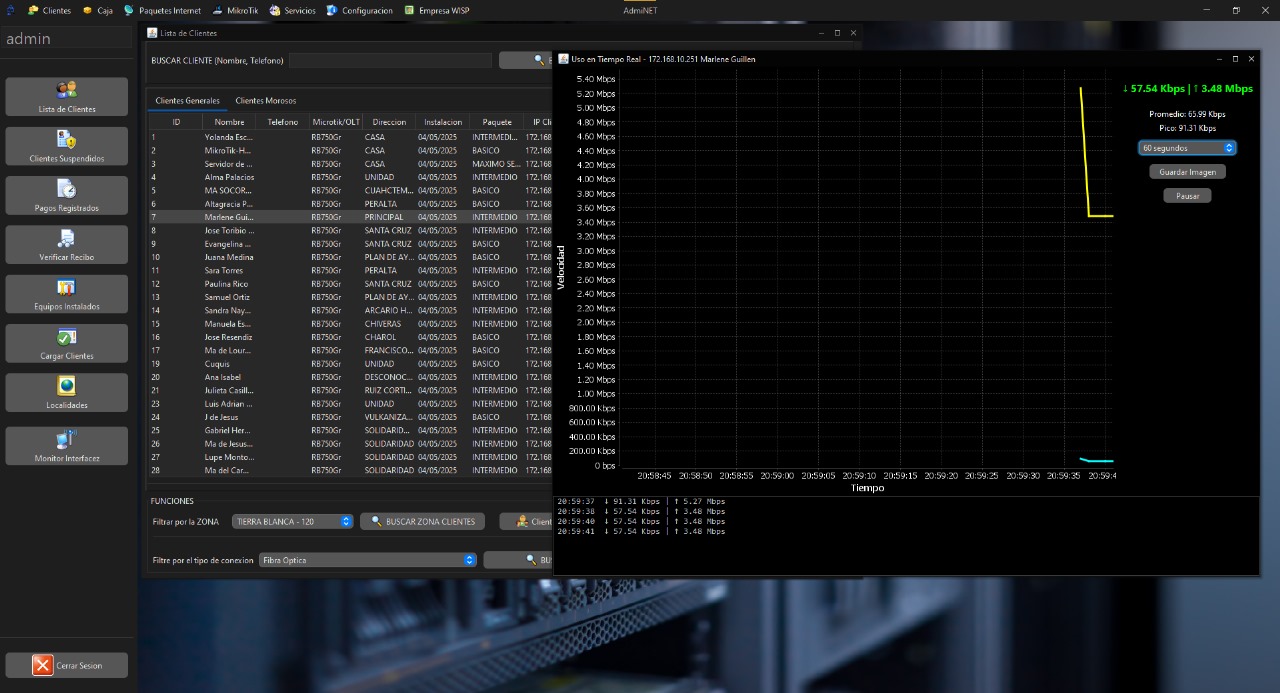 Clientes Caja Paquetes Internet MikroTik Servicios Configuracion Empresa WISP AdmiNET
admin
Lista de Clientes
Clientes Suspendidos
Pagos Registrados
Verificar Recibo
Equipos Instalados
Cargar Clientes
Localidades
Monitor Interfacez
Cerrar Sesion
Lista de Clientes
BUSCAR CLIENTE (Nombre, Telefono)
Clientes Generales Clientes Morosos
ID Nombre Telefono Microtik/OLT Direccion Instalacion Paquete IP Cli
1 Yolanda Esc... RB750Gr CASA 04/05/2025 INTERMEDI... 172.168
2 MikroTik-H... RB750Gr CASA 04/05/2025 BASICO 172.168
3 Servidor de ... RB750Gr CASA 04/05/2025 MAXIMO SE... 172.168
4 Alma Palacios RB750Gr UNIDAD 04/05/2025 INTERMEDIO 172.168
5 MA SOCOR... RB750Gr CUAHCTEM... 04/05/2025 BASICO 172.168
6 Altagracia P... RB750Gr PERALTA 04/05/2025 BASICO 172.168
7 Marlene Gui... RB750Gr PRINCIPAL 04/05/2025 INTERMEDIO 172.168
8 Jose Toribio ... RB750Gr SANTA CRUZ 04/05/2025 INTERMEDIO 172.168
9 Evangelina ... RB750Gr SANTA CRUZ 04/05/2025 BASICO 172.168
10 Juana Medina RB750Gr PLAN DE AY... 04/05/2025 BASICO 172.168
11 Sara Torres RB750Gr PERALTA 04/05/2025 INTERMEDIO 172.168
12 Paulina Rico RB750Gr SANTA CRUZ 04/05/2025 BASICO 172.168
13 Samuel Ortiz RB750Gr PLAN DE AY... 04/05/2025 INTERMEDIO 172.168
14 Sandra Nay... RB750Gr ARCARIO H... 04/05/2025 INTERMEDIO 172.168
15 Manuela Es... RB750Gr CHIVERAS 04/05/2025 INTERMEDIO 172.168
16 Jose Resendiz RB750Gr CHAROL 04/05/2025 BASICO 172.168
17 Ma de Lour... RB750Gr FRANCISCO... 04/05/2025 BASICO 172.168
19 Cuquis RB750Gr UNIDAD 04/05/2025 BASICO 172.168
20 Ana Isabel RB750Gr DESCONOC... 04/05/2025 INTERMEDIO 172.168
21 Julieta Casill... RB750Gr RUIZ CORTI... 04/05/2025 INTERMEDIO 172.168
23 Luis Adrian ... RB750Gr UNIDAD 04/05/2025 INTERMEDIO 172.168
24 J de Jesus RB750Gr VULKANIZA... 04/05/2025 BASICO 172.168
25 Gabriel Her... RB750Gr SOLIDARID... 04/05/2025 INTERMEDIO 172.168
26 Ma de Jesus... RB750Gr SOLIDARIDAD 04/05/2025 INTERMEDIO 172.168
27 Lupe Monto... RB750Gr SOLIDARIDAD 04/05/2025 INTERMEDIO 172.168
28 Ma del Car... RB750Gr SOLIDARIDAD 04/05/2025 INTERMEDIO 172.168
FUNCIONES
Filtrar por la ZONA TIERRA BLANCA - 120 BUSCAR ZONA CLIENTES Client
Filtre por el tipo de conexion Fibra Optica BU
Uso en Tiempo Real - 172.168.10.251 Marlene Guillen
5.40 Mbps
5.20 Mbps
5.00 Mbps
4.80 Mbps
4.60 Mbps
4.40 Mbps
4.20 Mbps
4.00 Mbps
3.80 Mbps
3.60 Mbps
3.40 Mbps
3.20 Mbps
3.00 Mbps
2.80 Mbps
2.60 Mbps
2.40 Mbps
2.20 Mbps
2.00 Mbps
1.80 Mbps
1.60 Mbps
1.40 Mbps
1.20 Mbps
1.00 Mbps
800.00 Kbps
600.00 Kbps
400.00 Kbps
200.00 Kbps
0 bps
Velocidad
20:58:45 20:58:50 20:58:55 20:59:00 20:59:05 20:59:10 20:59:15 20:59:20 20:59:25 20:59:30 20:59:35 20:59:4
Tiempo
↓ 57.54 Kbps | ↑ 3.48 Mbps
Promedio: 65.99 Kbps
Pico: 91.31 Kbps
60 segundos
Guardar Imagen
Pausar
20:59:37 ↓ 91.31 Kbps | ↑ 5.27 Mbps
20:59:38 ↓ 57.54 Kbps | ↑ 3.48 Mbps
20:59:40 ↓ 57.54 Kbps | ↑ 3.48 Mbps
20:59:41 ↓ 57.54 Kbps | ↑ 3.48 Mbps